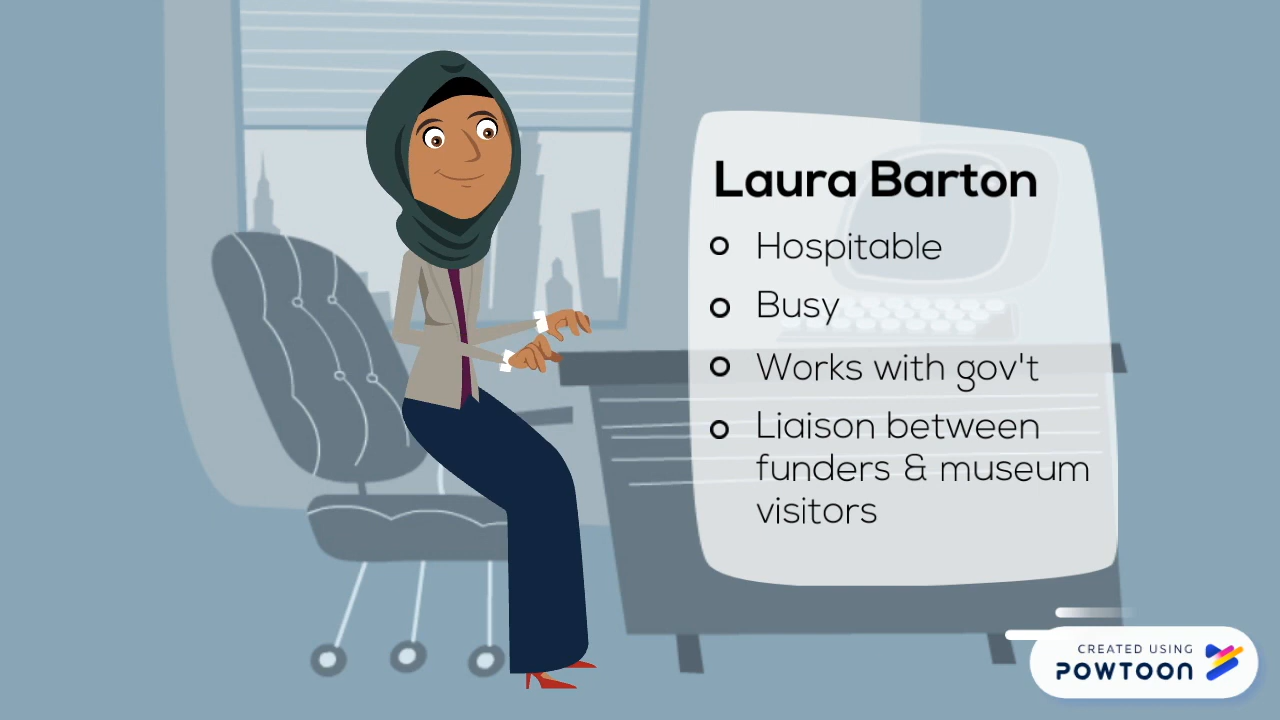 Laura Barton
Hospitable
Busy
Works with gov't
Liaison between
funders & museum
visitors
CREATED USING
POWTOON